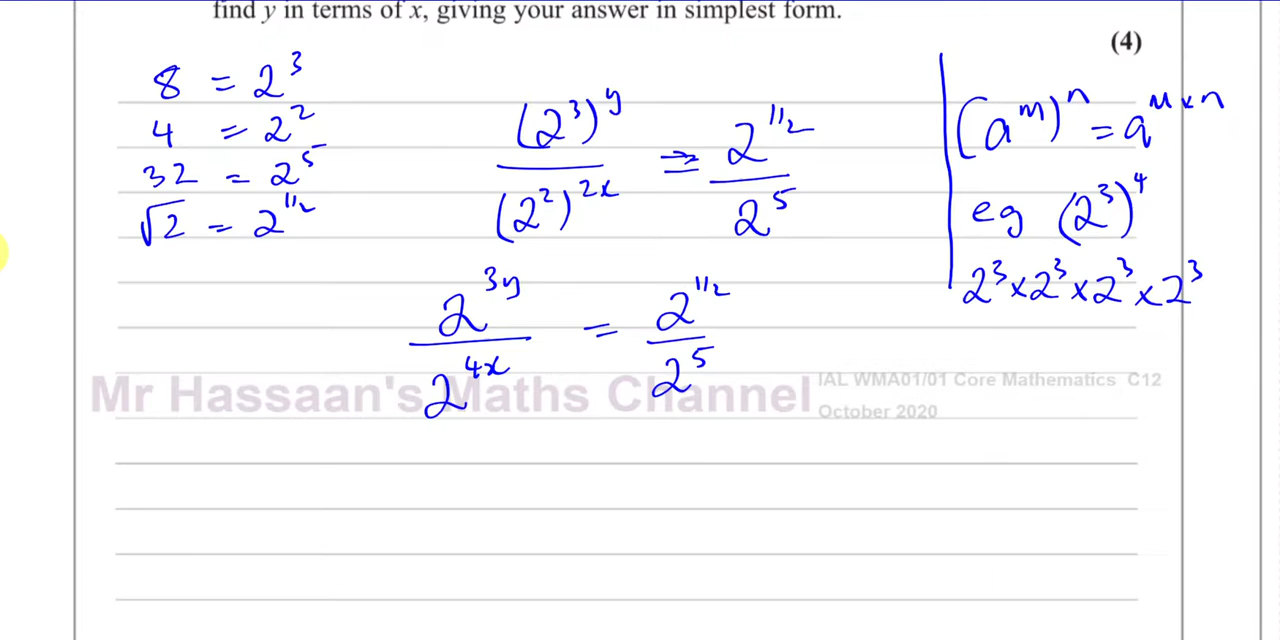 find y in terms of x, giving your answer in simplest form.
(4)
8 = 2^3
4 = 2^2
32 = 2^5
√2 = 2^{1/2}
(2^3)^y / (2^2)^{2x} = 2^{1/2} / 2^5
2^{3y} / 2^{4x} = 2^{1/2} / 2^5
(a^m)^n = a^{m×n}
eg (2^3)^4
2^3 × 2^3 × 2^3 × 2^3
Mr Hassaan's Maths Channel
IAL WMA01/01 Core Mathematics C12
October 2020